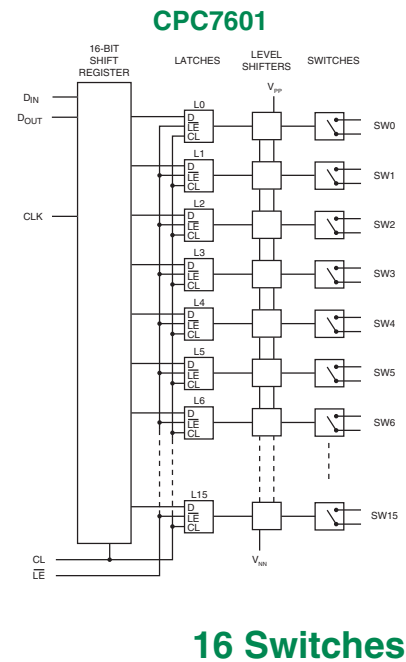 CPC7601
16-BIT
SHIFT
REGISTER
LATCHES
LEVEL
SHIFTERS
SWITCHES
VPP
DIN
DOUT
CLK
L0
D
LE
CL
SW0
L1
D
LE
CL
SW1
L2
D
LE
CL
SW2
L3
D
LE
CL
SW3
L4
D
LE
CL
SW4
L5
D
LE
CL
SW5
L6
D
LE
CL
SW6
L15
D
LE
CL
SW15
VNN
CL
LE
16 Switches